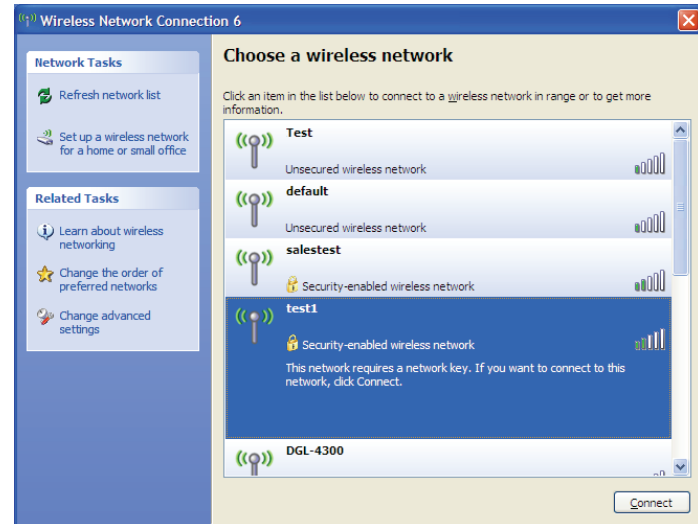 Wireless Network Connection 6
Network Tasks
Refresh network list
Set up a wireless network
for a home or small office
Related Tasks
Learn about wireless
networking
Change the order of
preferred networks
Change advanced
settings
Choose a wireless network
Click an item in the list below to connect to a wireless network in range or to get more
information.
Test
Unsecured wireless network
default
Unsecured wireless network
salestest
Security-enabled wireless network
test1
Security-enabled wireless network
This network requires a network key. If you want to connect to this
network, click Connect.
DGL-4300
Connect